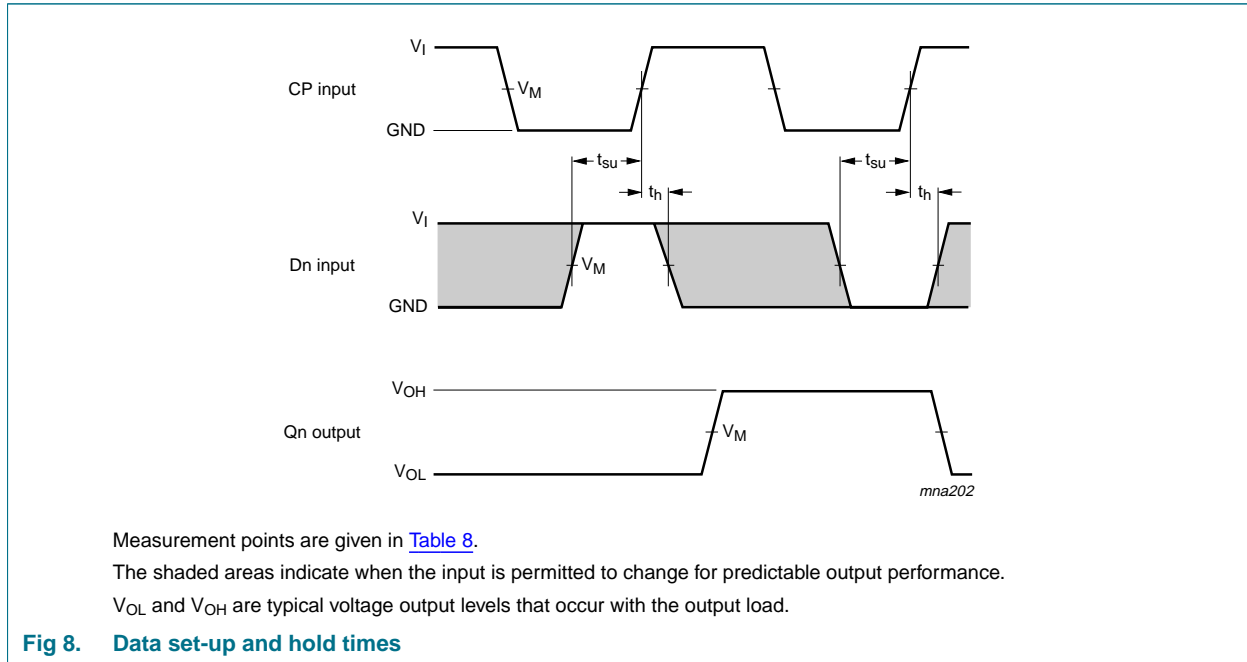 V_I
CP input
V_M
GND
t_su
t_su
t_h
t_h
V_I
Dn input
V_M
GND
V_OH
Qn output
V_M
V_OL
mna202
Measurement points are given in Table 8.
The shaded areas indicate when the input is permitted to change for predictable output performance.
V_OL and V_OH are typical voltage output levels that occur with the output load.
Fig 8. Data set-up and hold times